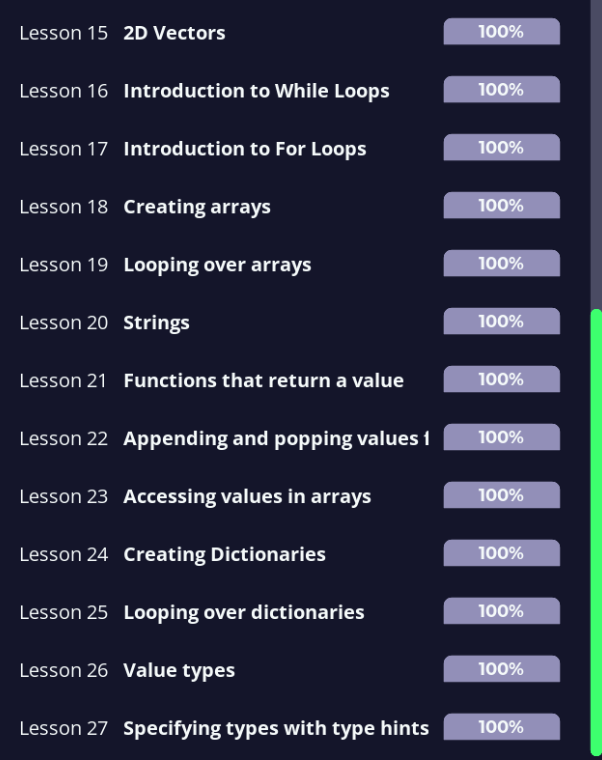 Lesson 15 2D Vectors 100%
Lesson 16 Introduction to While Loops 100%
Lesson 17 Introduction to For Loops 100%
Lesson 18 Creating arrays 100%
Lesson 19 Looping over arrays 100%
Lesson 20 Strings 100%
Lesson 21 Functions that return a value 100%
Lesson 22 Appending and popping values 100%
Lesson 23 Accessing values in arrays 100%
Lesson 24 Creating Dictionaries 100%
Lesson 25 Looping over dictionaries 100%
Lesson 26 Value types 100%
Lesson 27 Specifying types with type hints 100%